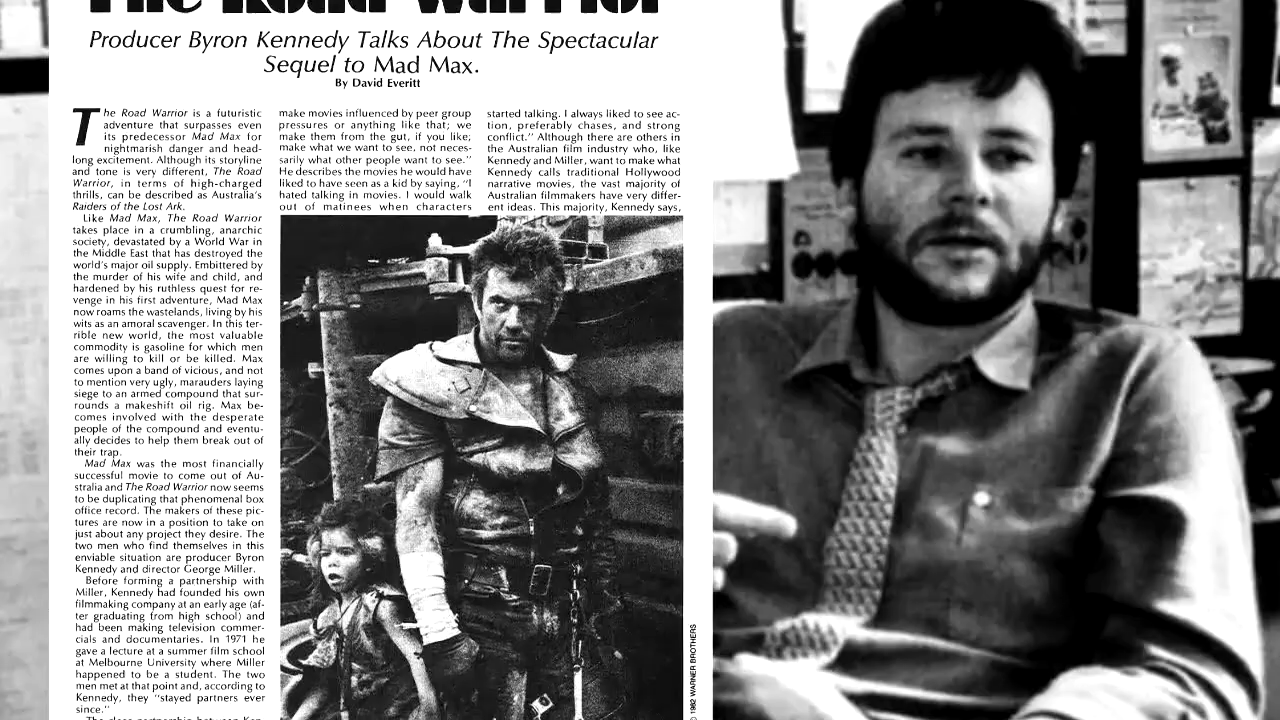 The Road Warrior
Producer Byron Kennedy Talks About The Spectacular
Sequel to Mad Max.
By David Everitt
The Road Warrior is a futuristic
adventure that surpasses even
its predecessor Mad Max for
nightmarish danger and head-
long excitement. Although its storyline
and tone is very different, The Road
Warrior, in terms of high-charged
thrills, can be described as Australia's
Raiders of the Lost Ark.
Like Mad Max, The Road Warrior
takes place in a crumbling, anarchic
society, devastated by a World War in
the Middle East that has destroyed the
world's major oil supply. Embittered by
the murder of his wife and child, and
hardened by his ruthless quest for re-
venge in his first adventure, Mad Max
now roams the wastelands, living by his
wits as an amoral scavenger. In this ter-
rible new world, the most valuable
commodity is gasoline for which men
are willing to kill or be killed. Max
comes upon a band of vicious, and not
to mention very ugly, marauders laying
siege to an armed compound that sur-
rounds a makeshift oil rig. Max be-
comes involved with the desperate
people of the compound and eventu-
ally decides to help them break out of
their trap.
Mad Max was the most financially
successful movie to come out of Au-
stralia and The Road Warrior now seems
to be duplicating that phenomenal box
office record. The makers of these pic-
tures are now in a position to take on
just about any project they desire. The
two men who find themselves in this
enviable situation are producer Byron
Kennedy and director George Miller.
Before forming a partnership with
Miller, Kennedy had founded his own
filmmaking company at an early age (af-
ter graduating from high school) and
had been making television commer-
cials and documentaries. In 1971 he
gave a lecture at a summer film school
at Melbourne University where Miller
happened to be a student. The two
men met at that point and, according to
Kennedy, they "stayed partners ever
since."
The close partnership between Ken-
make movies influenced by peer group
pressures or anything like that; we
make them from the gut, if you like;
make what we want to see, not neces-
sarily what other people want to see."
He describes the movies he would have
liked to have seen as a kid by saying, "I
hated talking in movies. I would walk
out of matinees when characters
started talking. I always liked to see ac-
tion, preferably chases, and strong
conflict." Although there are others in
the Australian film industry who, like
Kennedy and Miller, want to make what
Kennedy calls traditional Hollywood
narrative movies, the vast majority of
Australian filmmakers have very differ-
ent ideas. This majority, Kennedy says,
© 1982 WARNER BROTHERS